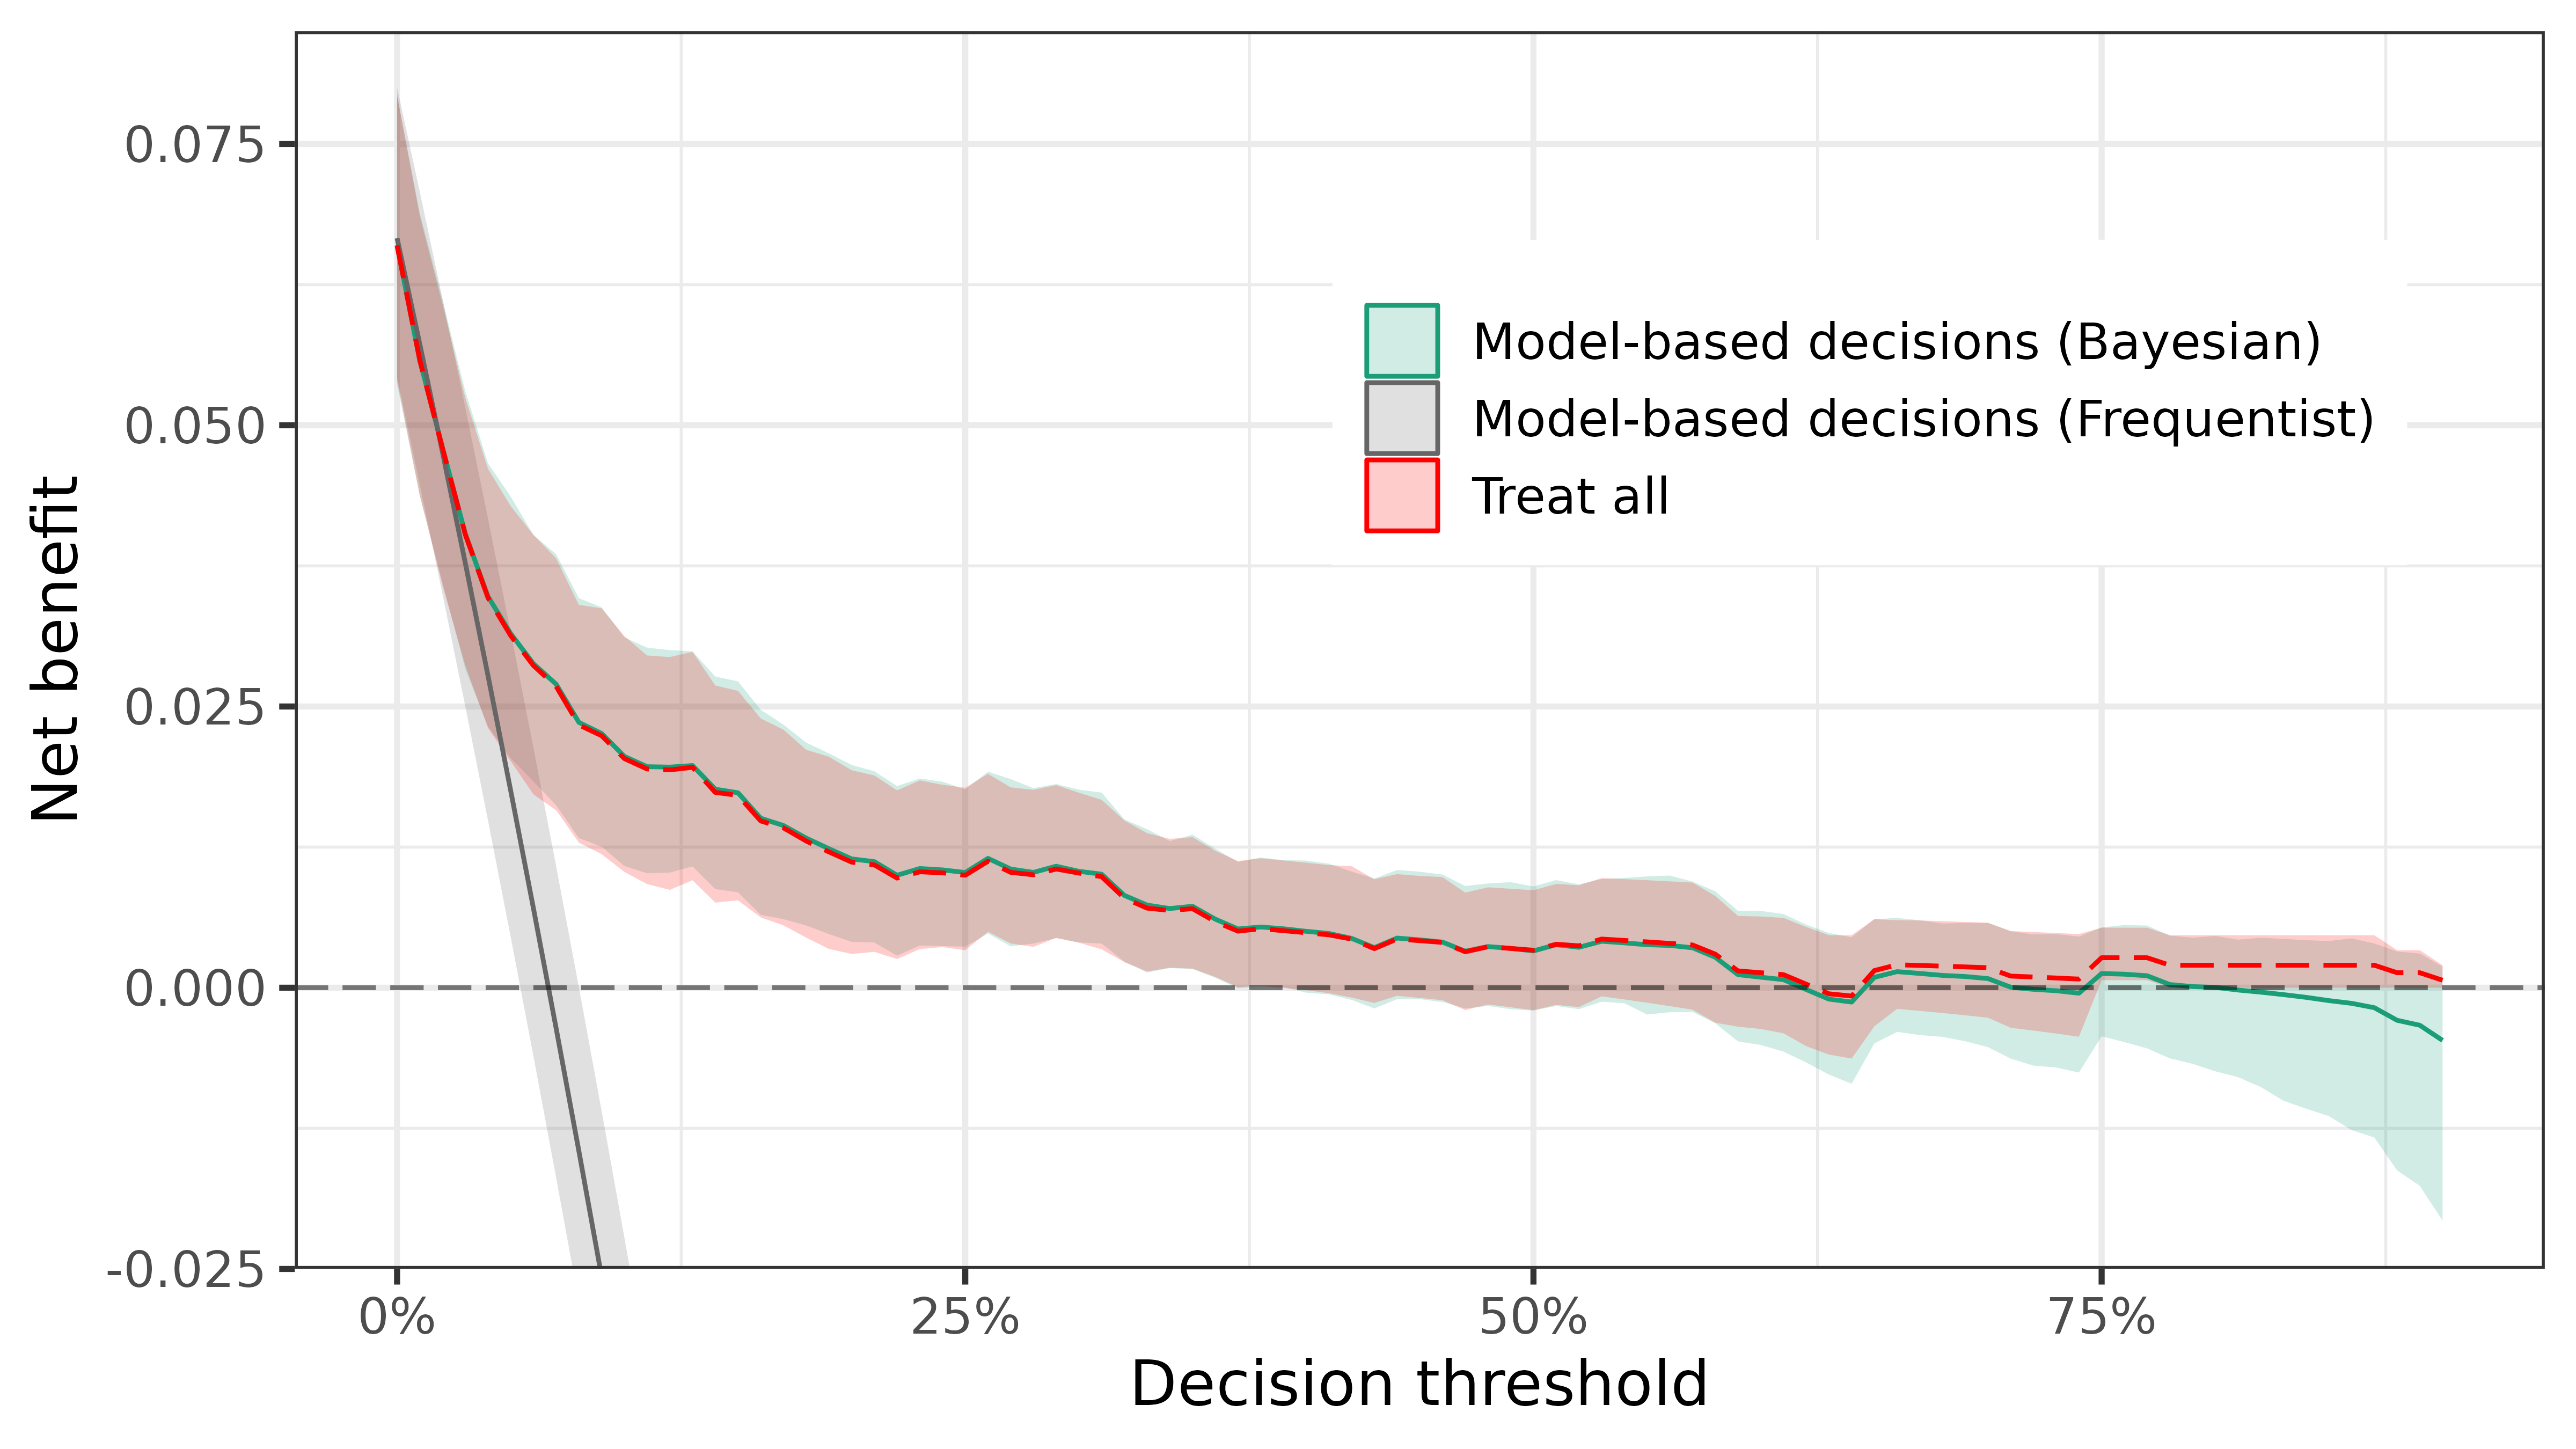 Net benefit
0.075
0.050
0.025
0.000
-0.025
Model-based decisions (Bayesian)
Model-based decisions (Frequentist)
Treat all
0% 25% 50% 75%
Decision threshold